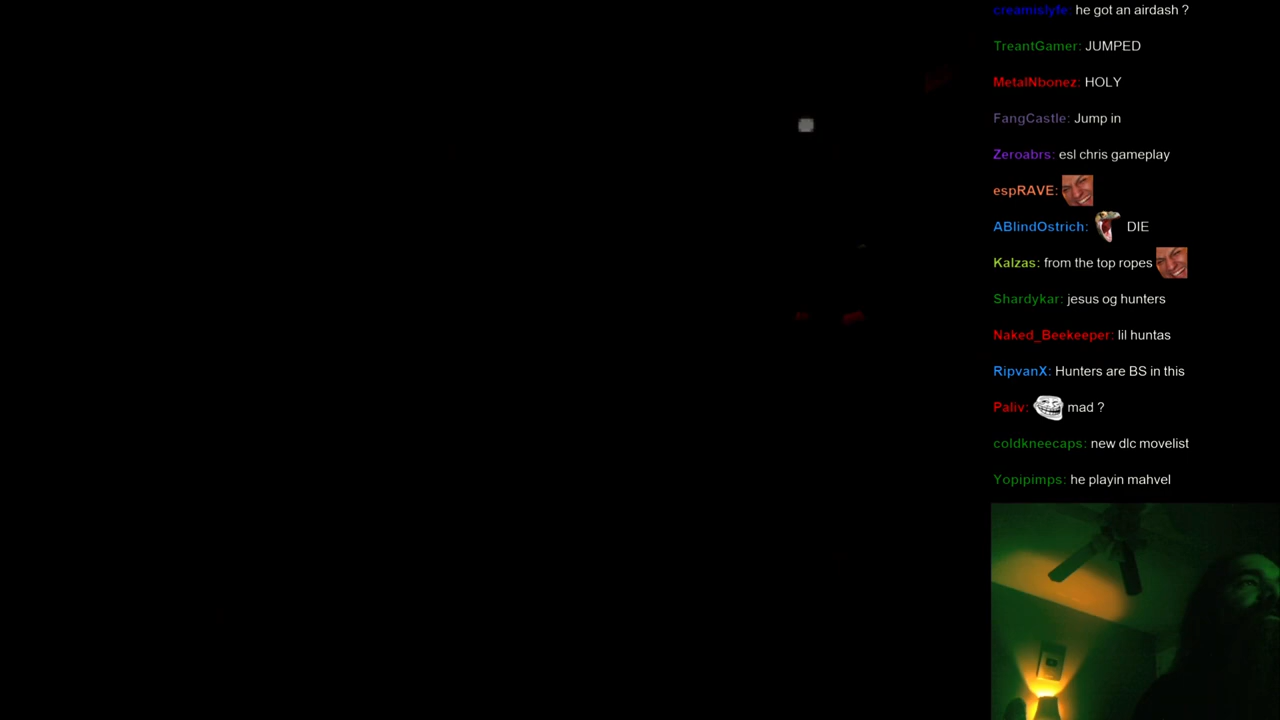 creamislyfe: he got an airdash ?
TreantGamer: JUMPED
MetalNbonez: HOLY
FangCastle: Jump in
Zeroabrs: esl chris gameplay
espRAVE:
ABlindOstrich: DIE
Kalzas: from the top ropes
Shardykar: jesus og hunters
Naked_Beekeeper: lil huntas
RipvanX: Hunters are BS in this
Paliv: mad ?
coldkneecaps: new dlc movelist
Yopipimps: he playin mahvel